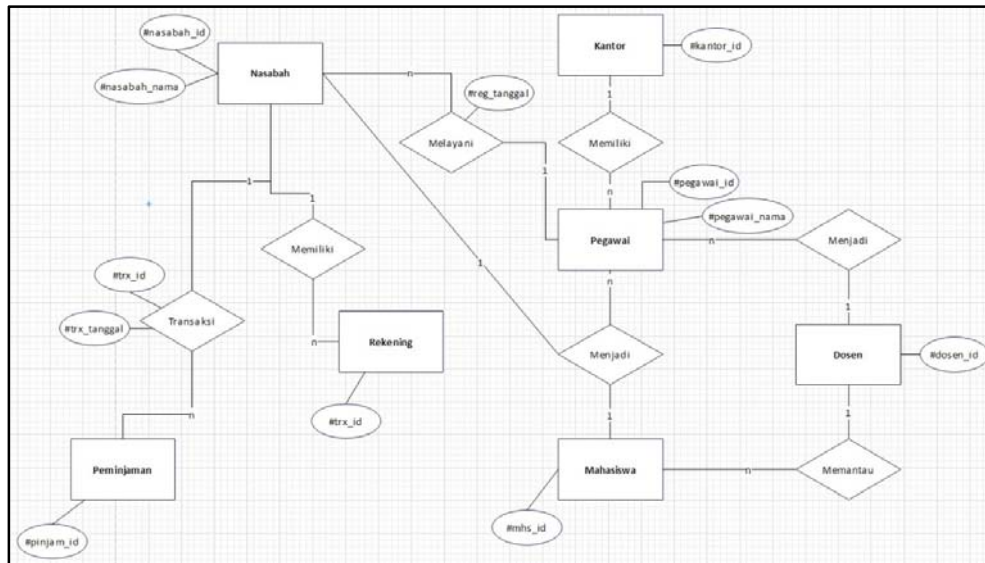 #nasabah_id
Nasabah
#nasabah_nama
n
Kantor
#kantor_id
#reg_tanggal
1
Melayani
Memiliki
1
n
1
#pegawai_id
#pegawai_nama
Pegawai
n
Menjadi
1
1
Memiliki
1
n
#trx_id
#trx_tanggal
Transaksi
n
Rekening
Menjadi
1
Dosen
#dosen_id
#trx_id
n
1
1
Peminjaman
Mahasiswa
n
Memantau
#mhs_id
#pinjam_id